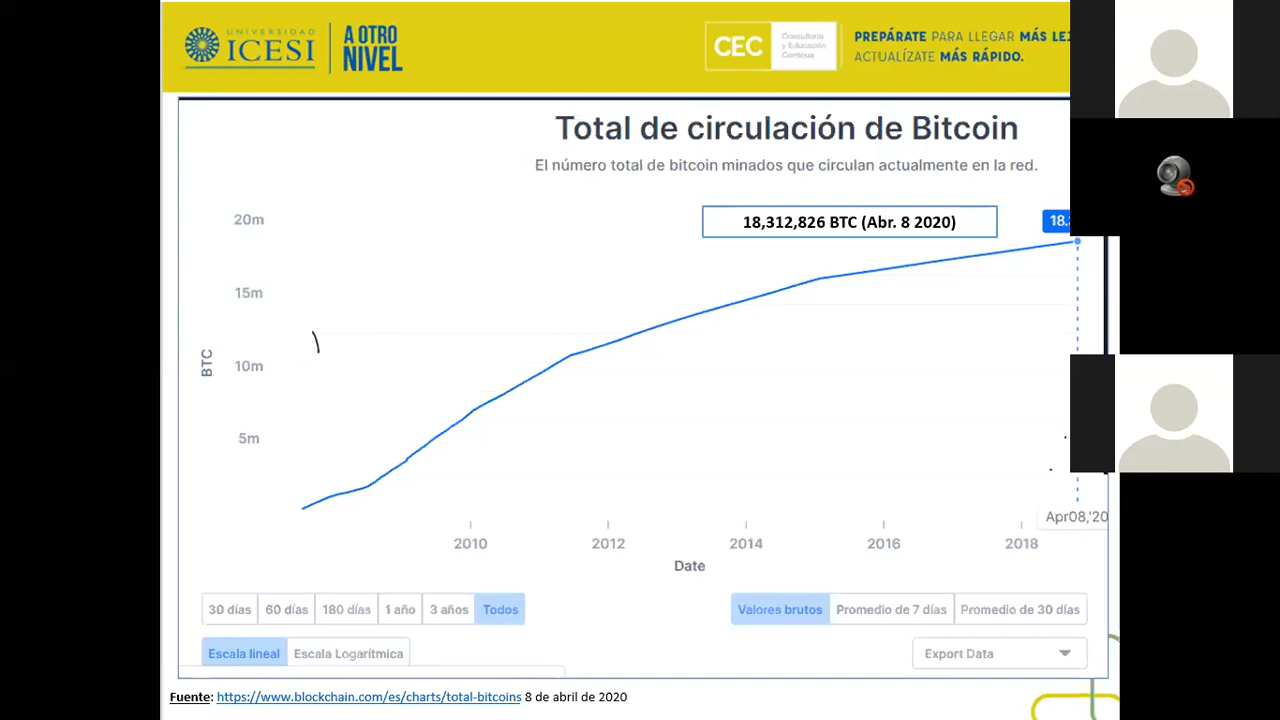 UNIVERSIDAD
ICESI
A OTRO
NIVEL
CEC
Consultoría
y Educación
Continua
PREPÁRATE PARA LLEGAR MÁS
ACTUALÍZATE MÁS RÁPIDO.
Total de circulación de Bitcoin
El número total de bitcoin minados que circulan actualmente en la red.
18,312,826 BTC (Abr. 8 2020)
18.
20m
15m
10m
5m
BTC
Apr08,'20
2010
2012
2014
2016
2018
Date
30 días
60 días
180 días
1 año
3 años
Todos
Valores brutos
Promedio de 7 días
Promedio de 30 días
Escala lineal
Escala Logarítmica
Export Data
Fuente: https://www.blockchain.com/es/charts/total-bitcoins 8 de abril de 2020